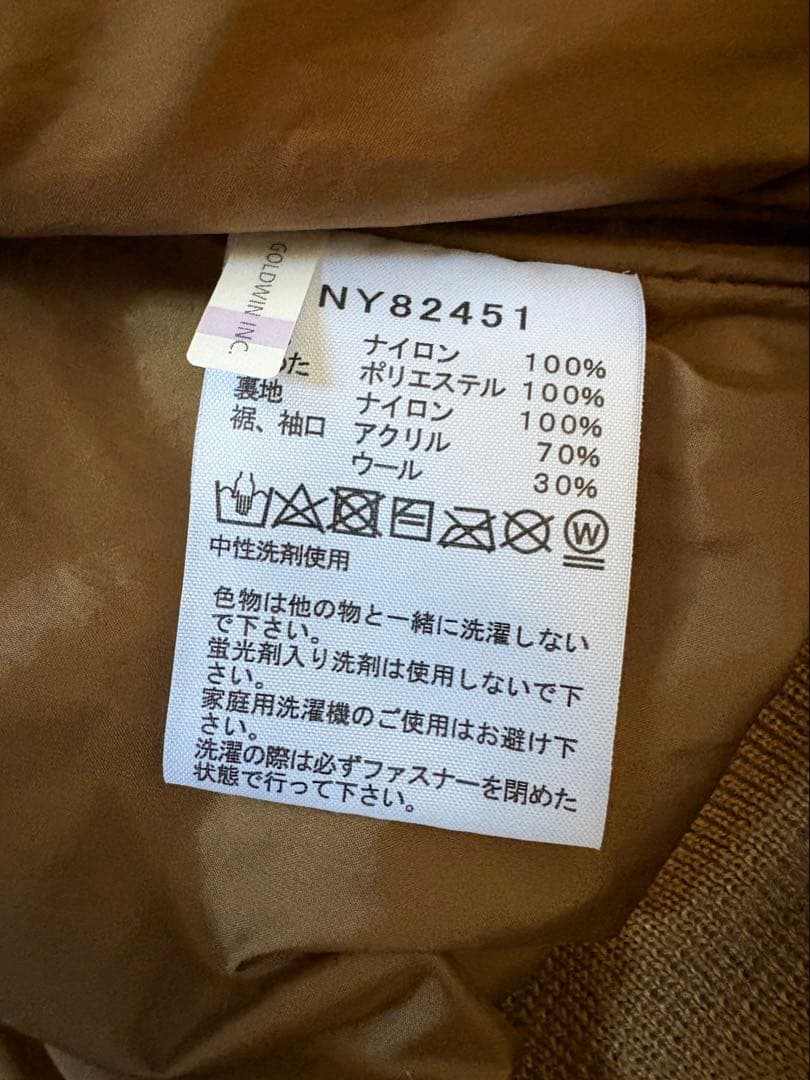 GOLDWIN INC.
NY82451
ナイロン 100%
わた ポリエステル 100%
裏地 ナイロン 100%
裾、袖口 アクリル 70%
ウール 30%
W
中性洗剤使用
色物は他の物と一緒に洗濯しない
で下さい。
蛍光剤入り洗剤は使用しないで下
さい。
家庭用洗濯機のご使用はお避け下
さい。
洗濯の際は必ずファスナーを閉めた
状態で行って下さい。